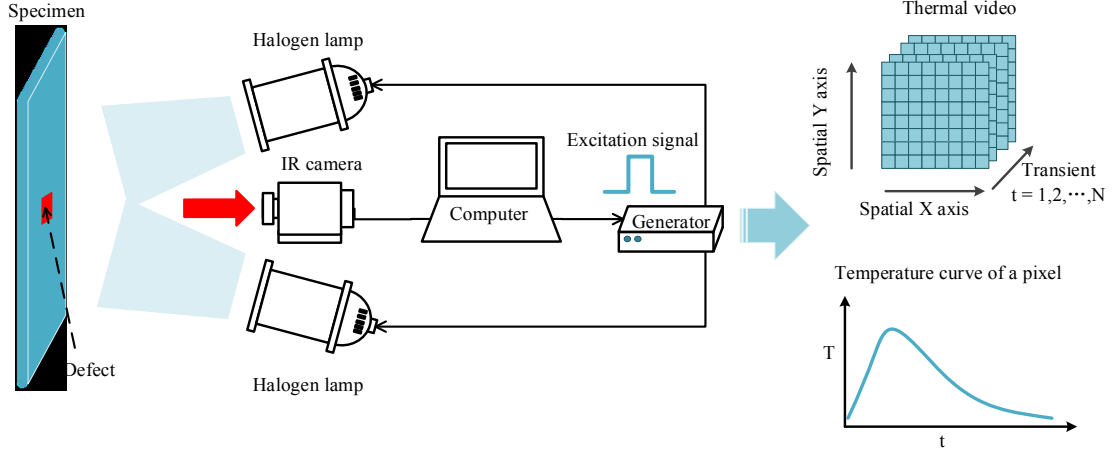 Specimen
Defect
Halogen lamp
IR camera
Computer
Excitation signal
Generator
Halogen lamp
Thermal video
Spatial Y axis
Spatial X axis
Transient
t = 1,2,⋯,N
Temperature curve of a pixel
T
t